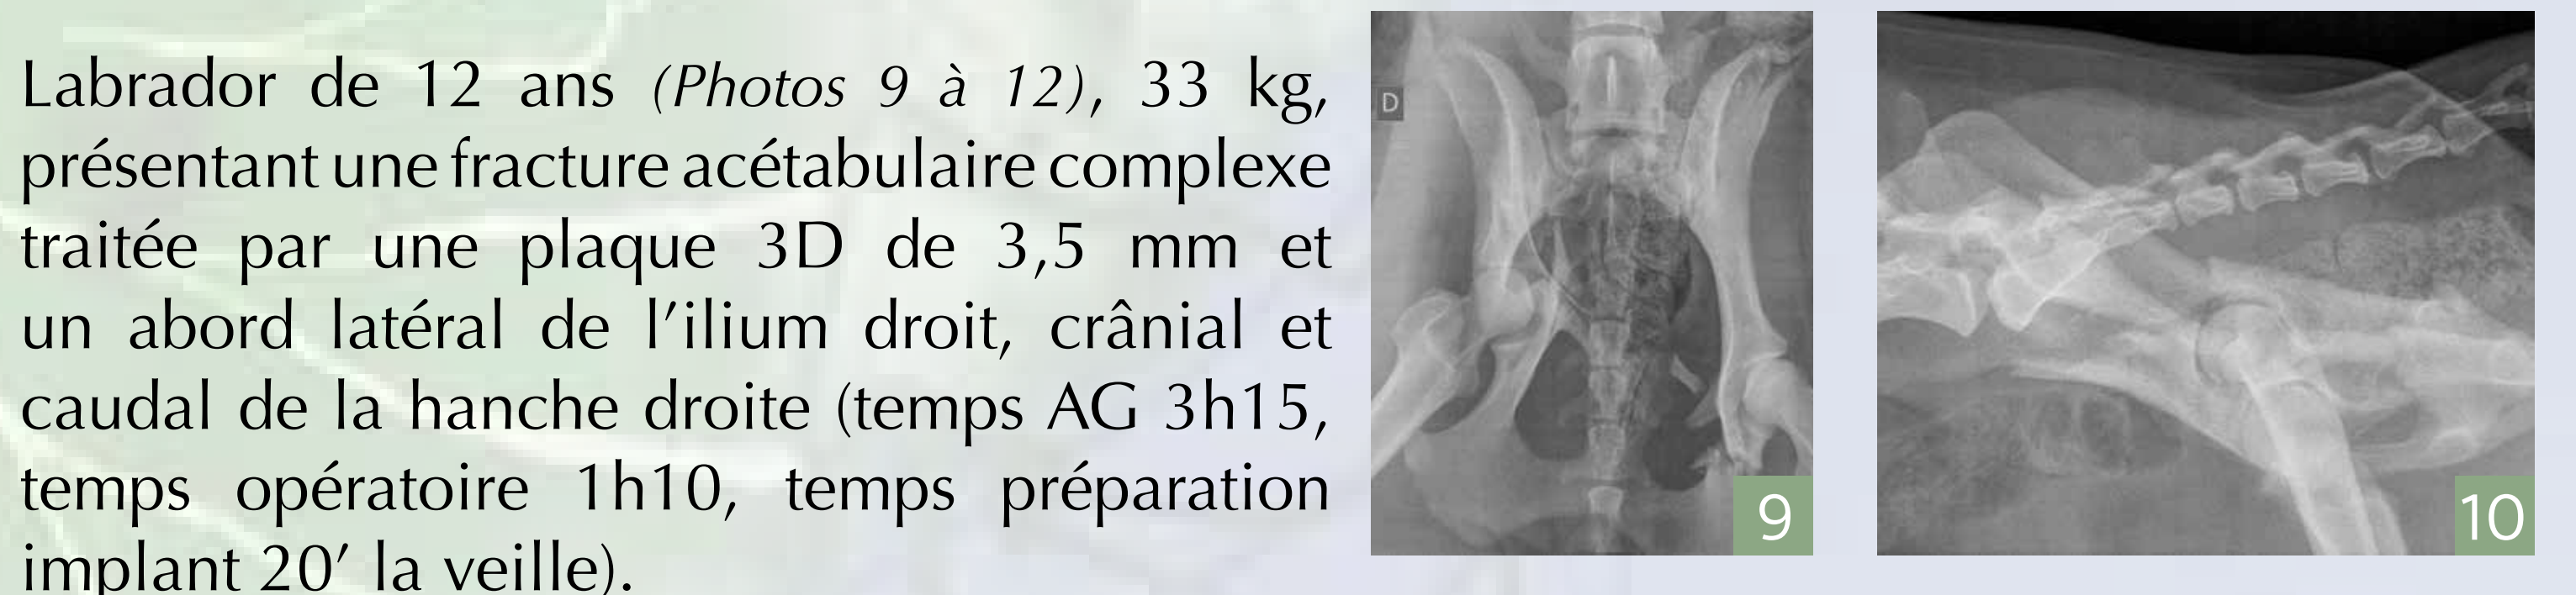 Labrador de 12 ans (Photos 9 à 12), 33 kg,
présentant une fracture acétabulaire complexe
traitée par une plaque 3D de 3,5 mm et
un abord latéral de l’ilium droit, crânial et
caudal de la hanche droite (temps AG 3h15,
temps opératoire 1h10, temps préparation
implant 20’ la veille).
D
9
10